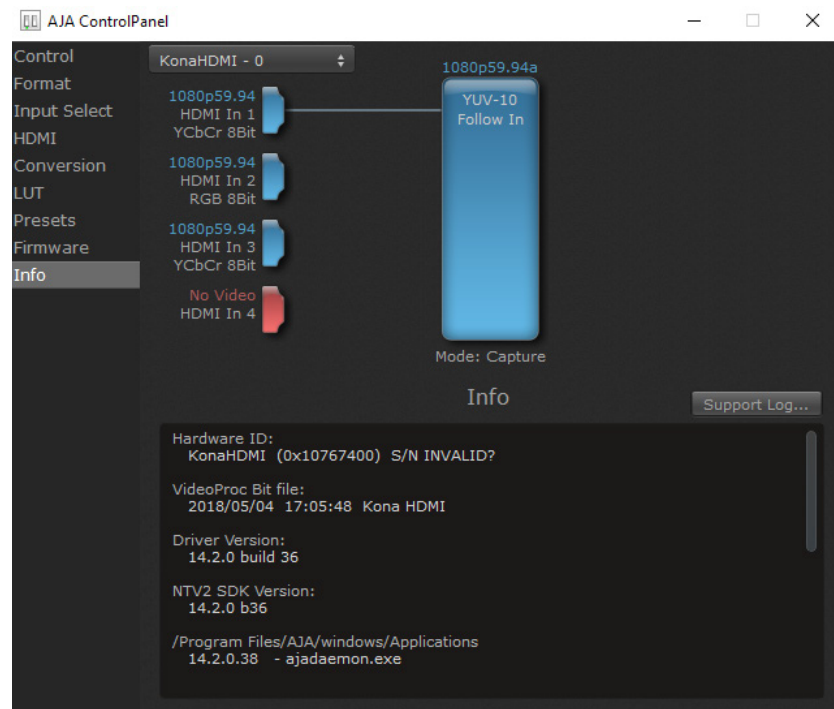 AJA ControlPanel
Control
Format
Input Select
HDMI
Conversion
LUT
Presets
Firmware
Info
KonaHDMI - 0
1080p59.94
HDMI In 1
YCbCr 8Bit
1080p59.94
HDMI In 2
RGB 8Bit
1080p59.94
HDMI In 3
YCbCr 8Bit
No Video
HDMI In 4
1080p59.94a
YUV-10
Follow In
Mode: Capture
Info
Support Log...
Hardware ID:
KonaHDMI (0x10767400) S/N INVALID?
VideoProc Bit file:
2018/05/04 17:05:48 Kona HDMI
Driver Version:
14.2.0 build 36
NTV2 SDK Version:
14.2.0 b36
/Program Files/AJA/windows/Applications
14.2.0.38 - ajadaemon.exe